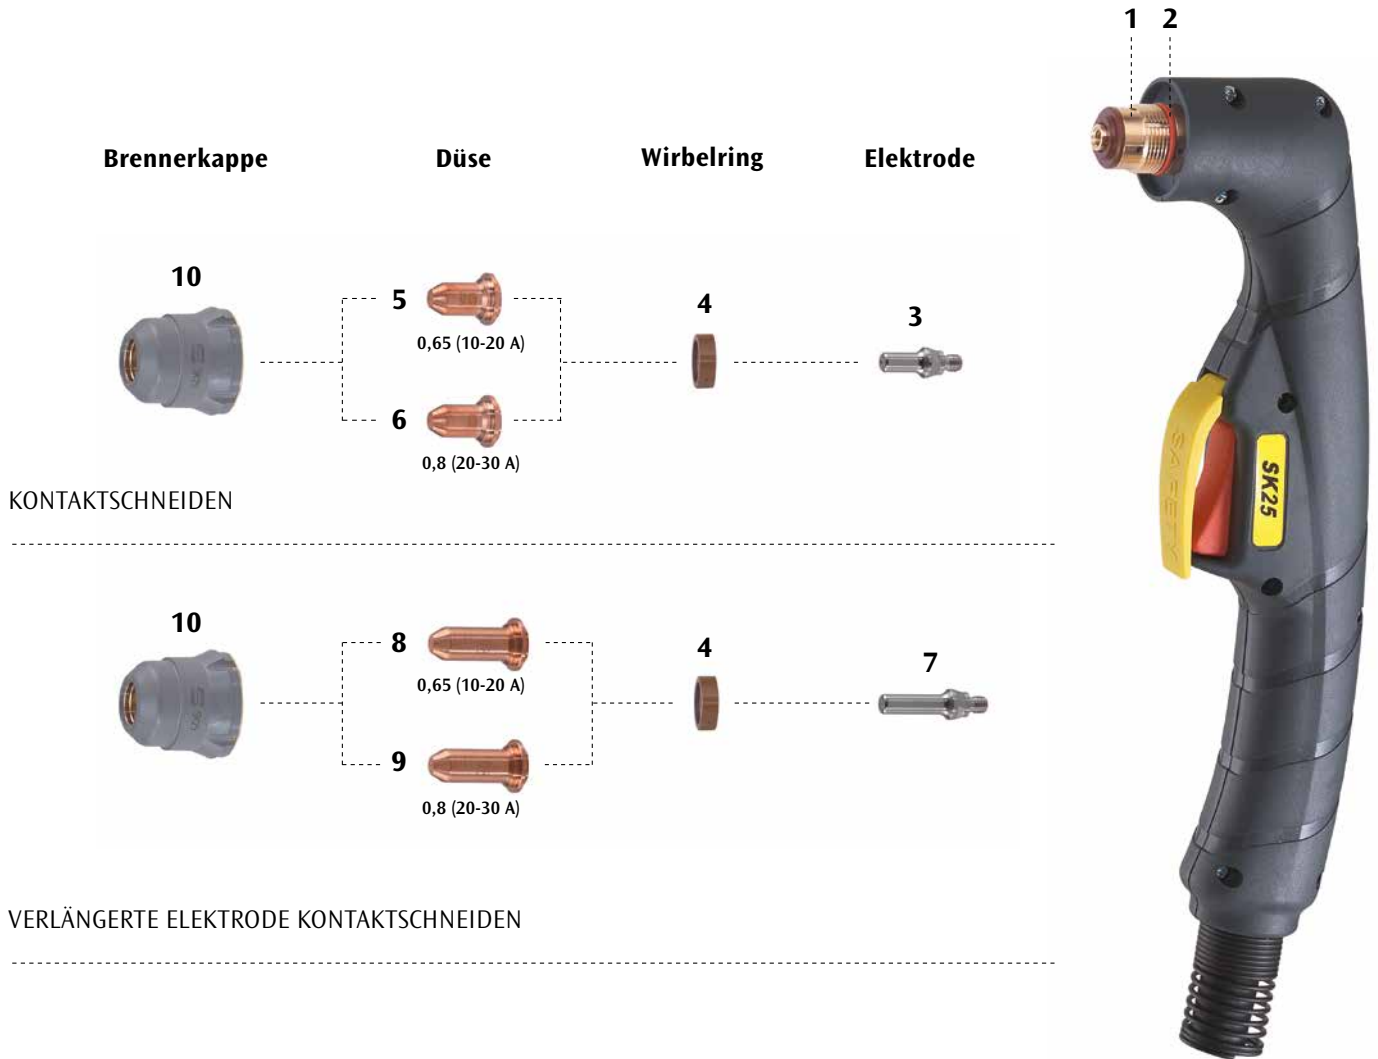 1 2
Brennerkappe Düse Wirbelring Elektrode
10
5
0,65 (10-20 A)
4
3
6
0,8 (20-30 A)
KONTAKTSCHNEIDEN
SAFETY
SK25
10
8
0,65 (10-20 A)
4
7
9
0,8 (20-30 A)
VERLÄNGERTE ELEKTRODE KONTAKTSCHNEIDEN